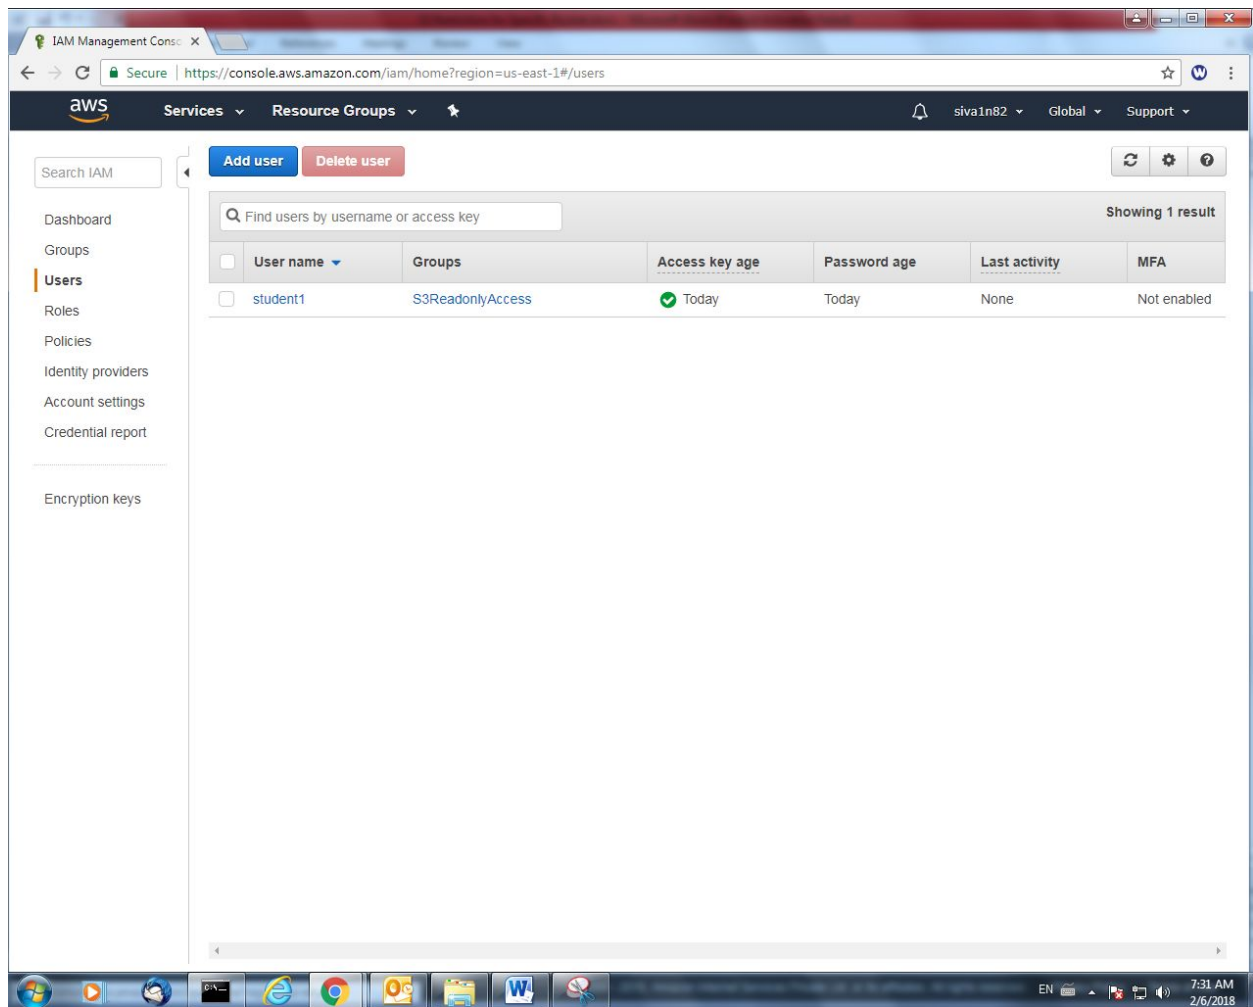 IAM Management Consc
Secure | https://console.aws.amazon.com/iam/home?region=us-east-1#/users
aws Services Resource Groups siva1n82 Global Support
Search IAM
Dashboard
Groups
Users
Roles
Policies
Identity providers
Account settings
Credential report
Encryption keys
Add user Delete user
Find users by username or access key Showing 1 result
User name Groups Access key age Password age Last activity MFA
student1 S3ReadonlyAccess Today Today None Not enabled
EN 7:31 AM
2/6/2018